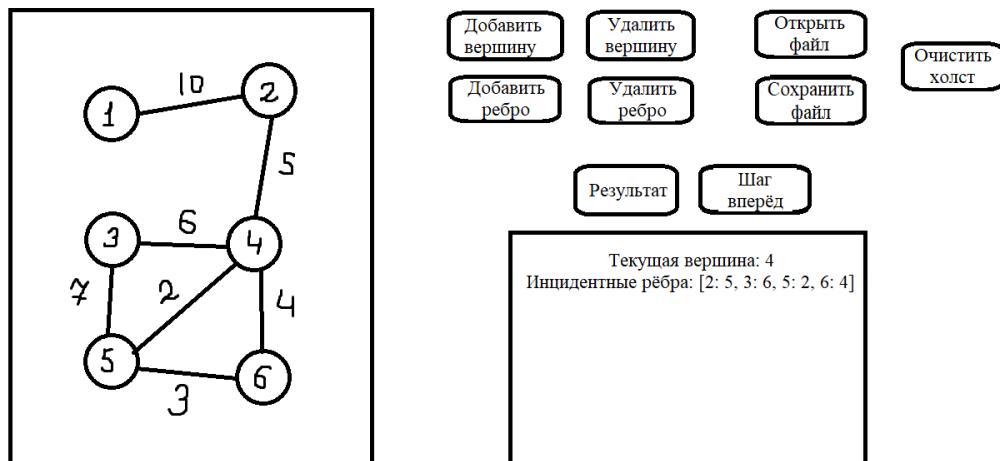 10
1
2
5
3
6
4
7
2
4
5
3
6
Добавить
вершину
Удалить
вершину
Открыть
файл
Очистить
холст
Добавить
ребро
Удалить
ребро
Сохранить
файл
Результат
Шаг
вперёд
Текущая вершина: 4
Инцидентные рёбра: [2: 5, 3: 6, 5: 2, 6: 4]